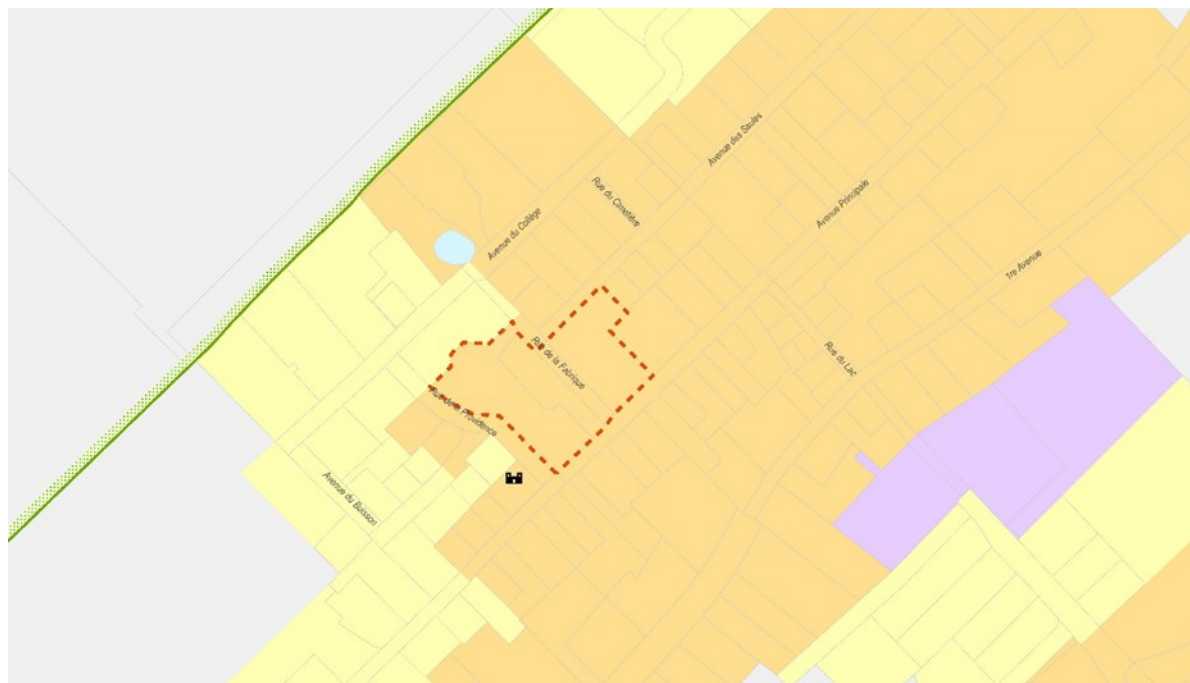 Avenue des Saules
Rue du Cimetière
Avenue Principale
Avenue du Collège
1re Avenue
Rue de la Fabrique
Rue du Lac
Rue de la Providence
Avenue du Buisson